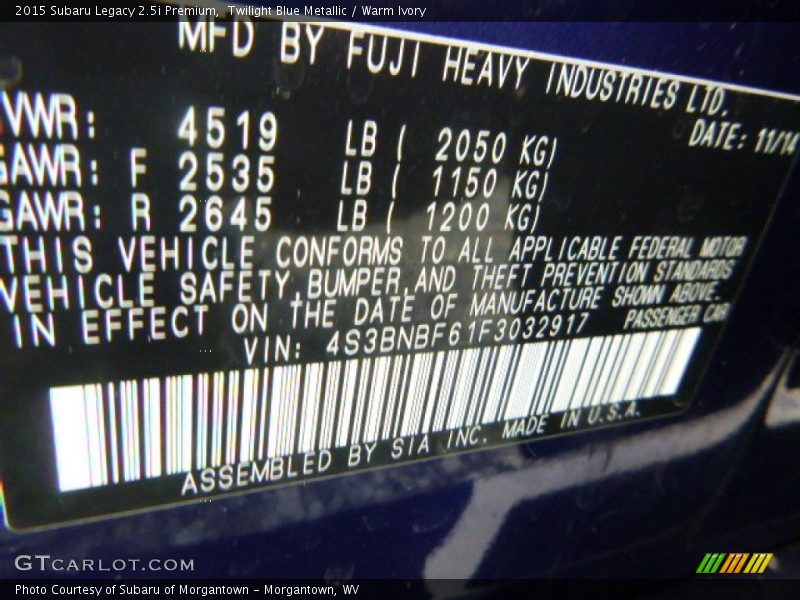 2015 Subaru Legacy 2.5i Premium,  Twilight Blue Metallic / Warm Ivory
MFD BY FUJI HEAVY INDUSTRIES LTD.
DATE: 11/14
VWR: 4519 LB ( 2050 KG)
GAWR: F 2535 LB ( 1150 KG)
GAWR: R 2645 LB ( 1200 KG)
THIS VEHICLE CONFORMS TO ALL APPLICABLE FEDERAL MOTOR
VEHICLE SAFETY, BUMPER, AND THEFT PREVENTION STANDARDS
IN EFFECT ON THE DATE OF MANUFACTURE SHOWN ABOVE.
VIN: 4S3BNBF61F3032917 PASSENGER CAR
ASSEMBLED BY SIA INC. MADE IN U.S.A.
GTCARLOT.COM
Photo Courtesy of Subaru of Morgantown - Morgantown, WV